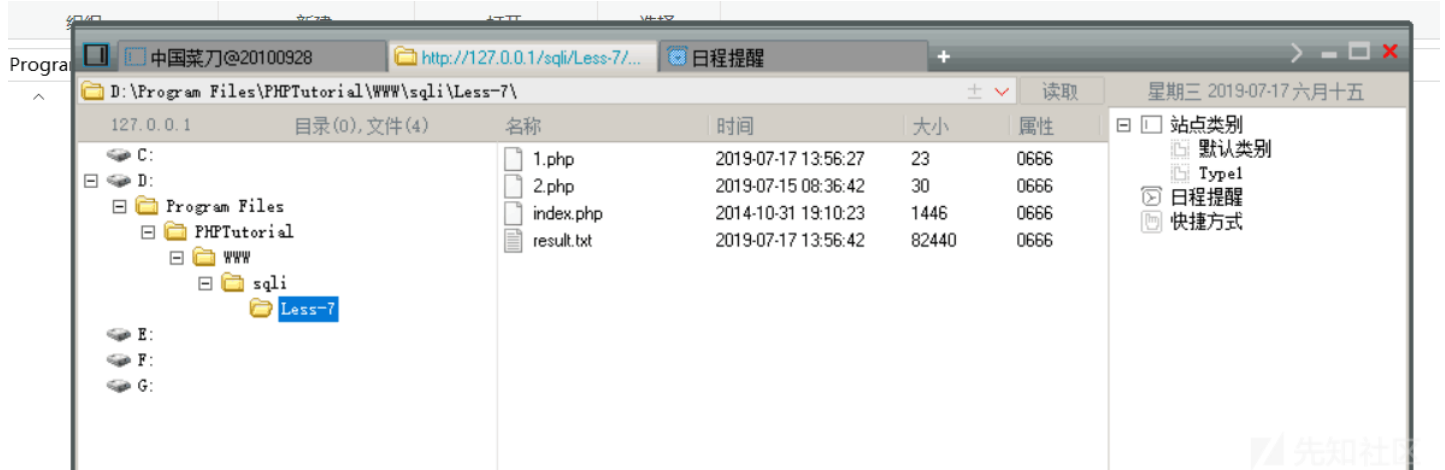 Progra
中国菜刀@20100928 http://127.0.0.1/sqli/Less-7/... 日程提醒
D:\Program Files\PHPTutorial\WWW\sqli\Less-7\ 读取 星期三 2019-07-17 六月十五
127.0.0.1 目录(0),文件(4) 名称 时间 大小 属性
C:
D:
Program Files
PHPTutorial
WWW
sqli
Less-7
E:
F:
G:
1.php 2019-07-17 13:56:27 23 0666
2.php 2019-07-15 08:36:42 30 0666
index.php 2014-10-31 19:10:23 1446 0666
result.txt 2019-07-17 13:56:42 82440 0666
站点类别
默认类别
Type1
日程提醒
快捷方式
先知社区